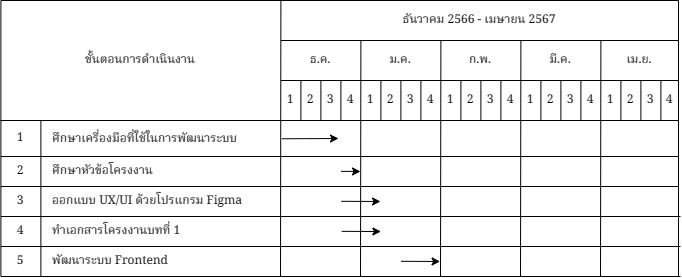 ธันวาคม 2566 - เมษายน 2567
ขั้นตอนการดำเนินงาน
ธ.ค. ม.ค. ก.พ. มี.ค. เม.ย.
1 2 3 4 1 2 3 4 1 2 3 4 1 2 3 4 1 2 3 4
1 ศึกษาเครื่องมือที่ใช้ในการพัฒนาระบบ
2 ศึกษาหัวข้อโครงงาน
3 ออกแบบ UX/UI ด้วยโปรแกรม Figma
4 ทำเอกสารโครงงานบทที่ 1
5 พัฒนาระบบ Frontend